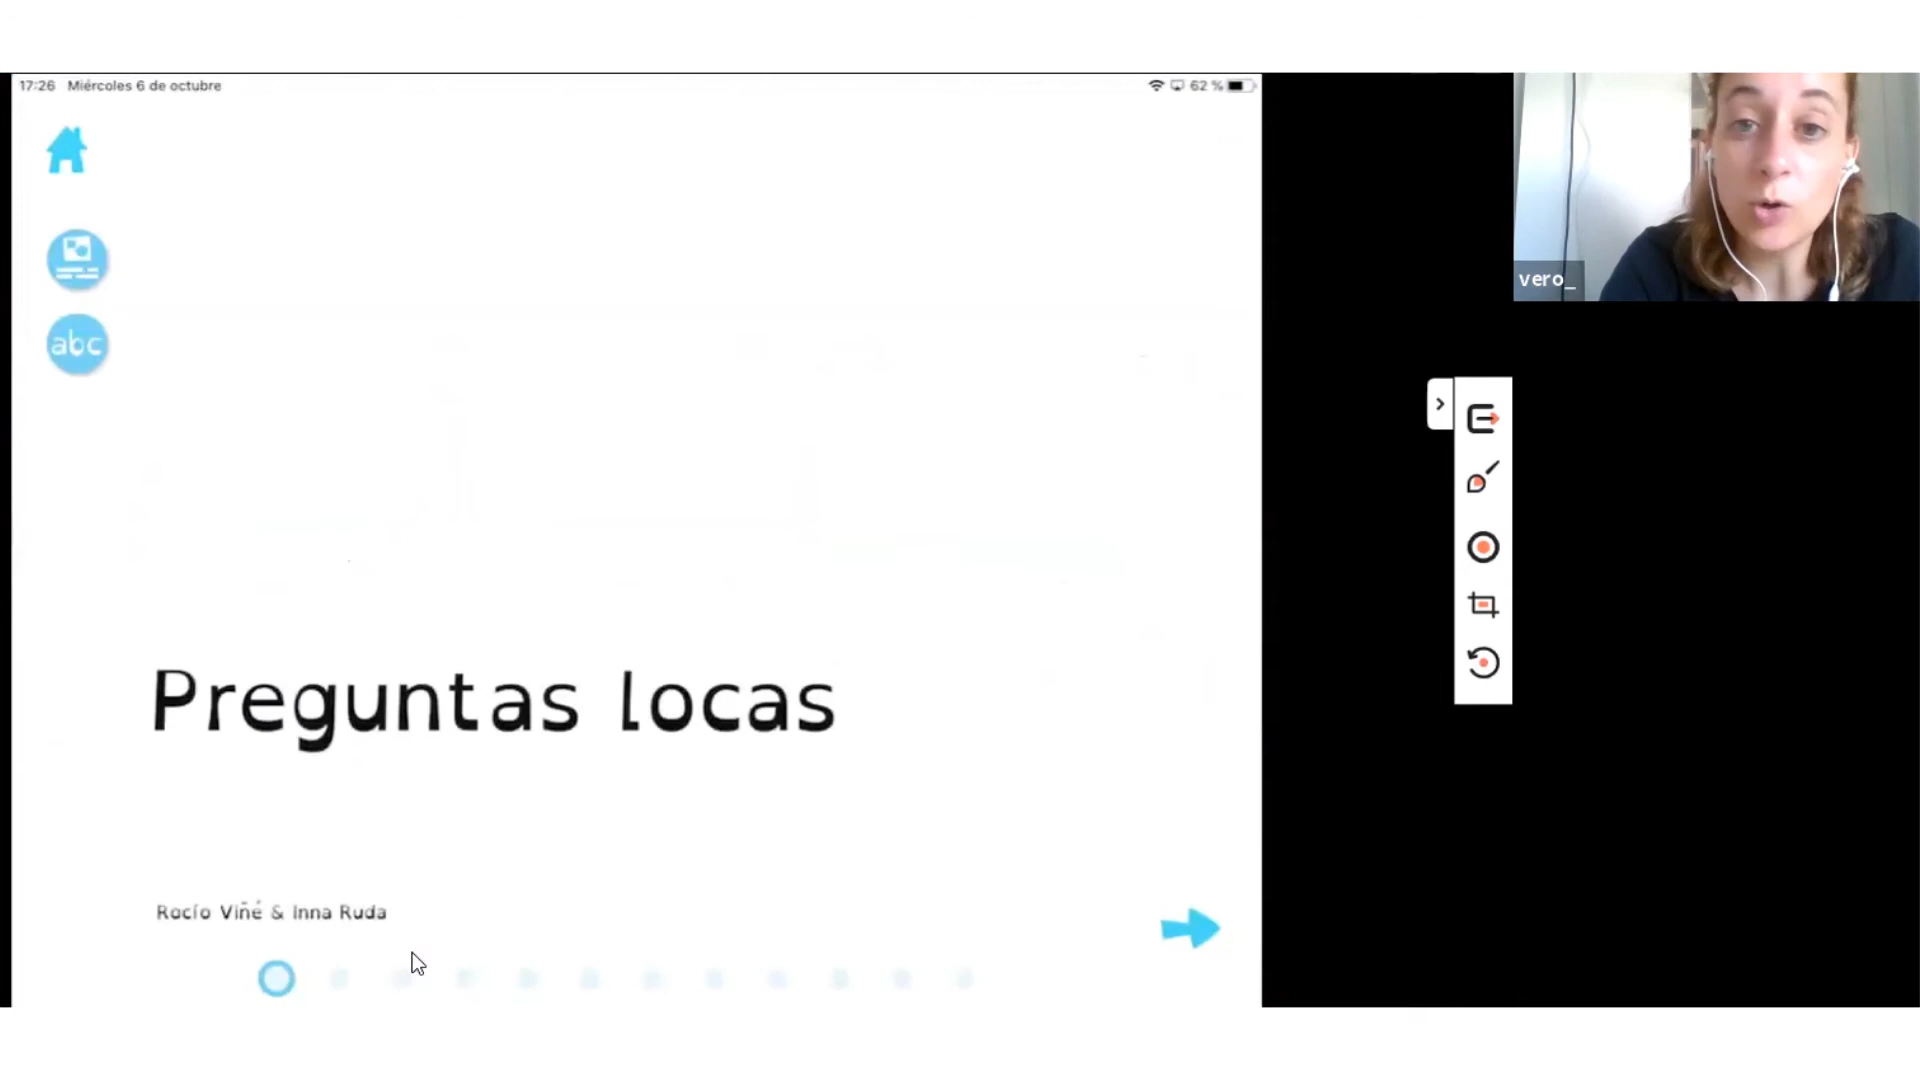 17:26 Miércoles 6 de octubre
62 %
abc
vero_
Preguntas locas
Rocío Viñé & Inna Ruda